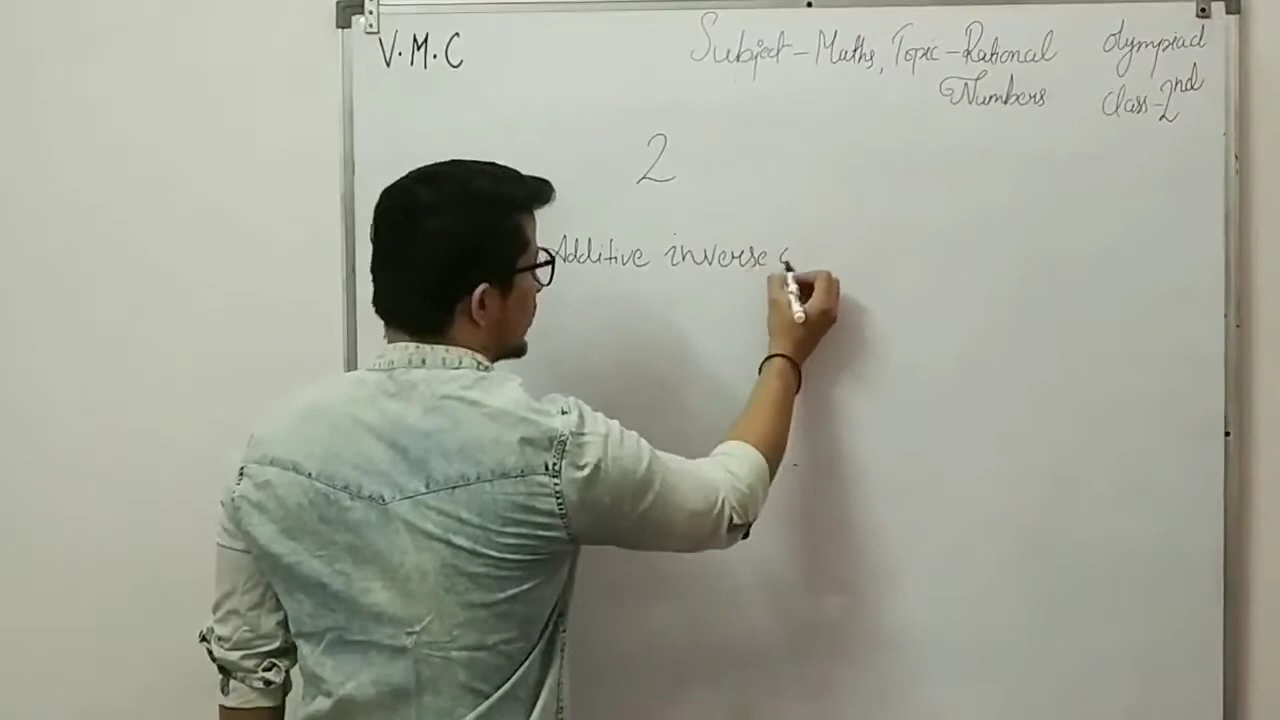 V.M.C
Subject - Maths, Topic - Rational
Numbers
Olympiad
Class - 2nd
2
Additive inverse